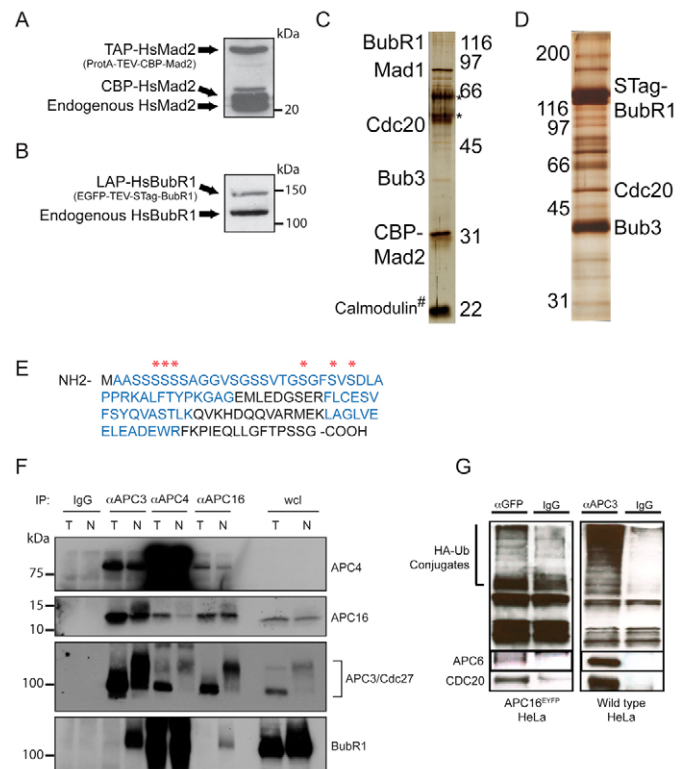 A
kDa
TAP-HsMad2
(ProtA-TEV-CBP-Mad2)
CBP-HsMad2
Endogenous HsMad2
20
B
kDa
LAP-HsBubR1
(EGFP-TEV-STag-BubR1)
150
Endogenous HsBubR1
100
C
BubR1 116
97
Mad1
66
*
Cdc20 *
45
Bub3
CBP-Mad2 31
Calmodulin# 22
D
200
STag-BubR1
116
97
66
Cdc20
45
Bub3
31
E
*** * * *
NH2- MAASSSSSAGGVSGSSVTGSGFSVSDLA
PPRKALFTYPKGAGEMLEDGSERFLCESV
FSYQVASTLKQVKHDQQVARMEKLAGLVE
ELEADEWRFKPIEQLLGFTPSSG -COOH
F
IP: IgG αAPC3 αAPC4 αAPC16 wcl
T N T N T N T N T N
kDa
75 APC4
15
10 APC16
100 APC3/Cdc27
100 BubR1
G
αGFP IgG αAPC3 IgG
HA-Ub
Conjugates
APC6
CDC20
APC16EYFP
HeLa
Wild type
HeLa